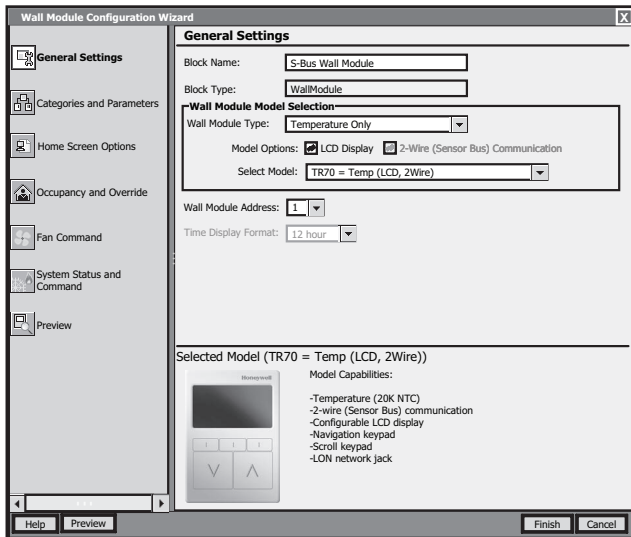 Wall Module Configuration Wizard X
General Settings
Categories and Parameters
Home Screen Options
Occupancy and Override
Fan Command
System Status and
Command
Preview
General Settings
Block Name: S-Bus Wall Module
Block Type: WallModule
Wall Module Model Selection
Wall Module Type: Temperature Only
Model Options: LCD Display 2-Wire (Sensor Bus) Communication
Select Model: TR70 = Temp (LCD, 2Wire)
Wall Module Address: 1
Time Display Format: 12 hour
Selected Model (TR70 = Temp (LCD, 2Wire))
Honeywell
Model Capabilities:
-Temperature (20K NTC)
-2-wire (Sensor Bus) communication
-Configurable LCD display
-Navigation keypad
-Scroll keypad
-LON network jack
Help Preview Finish Cancel